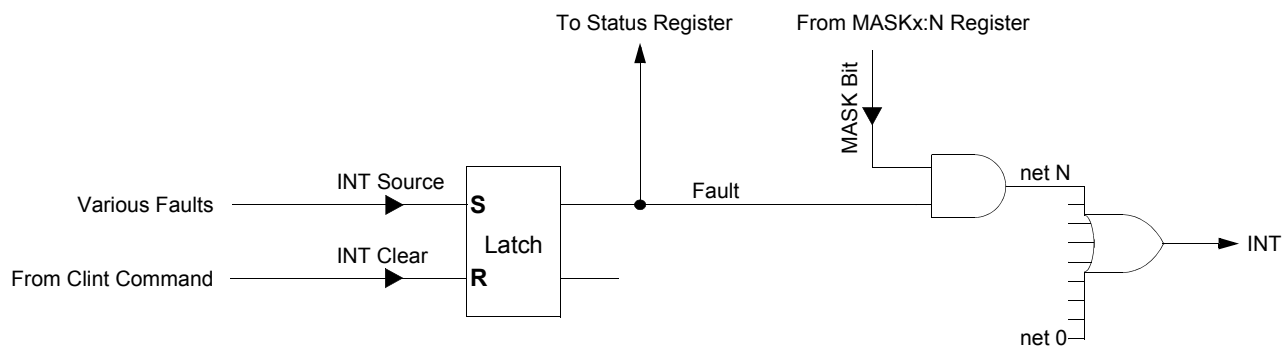 To Status Register
From MASKx:N Register
MASK Bit
INT Source
Various Faults
S
Fault
net N
Latch
INT
INT Clear
From Clint Command
R
net 0